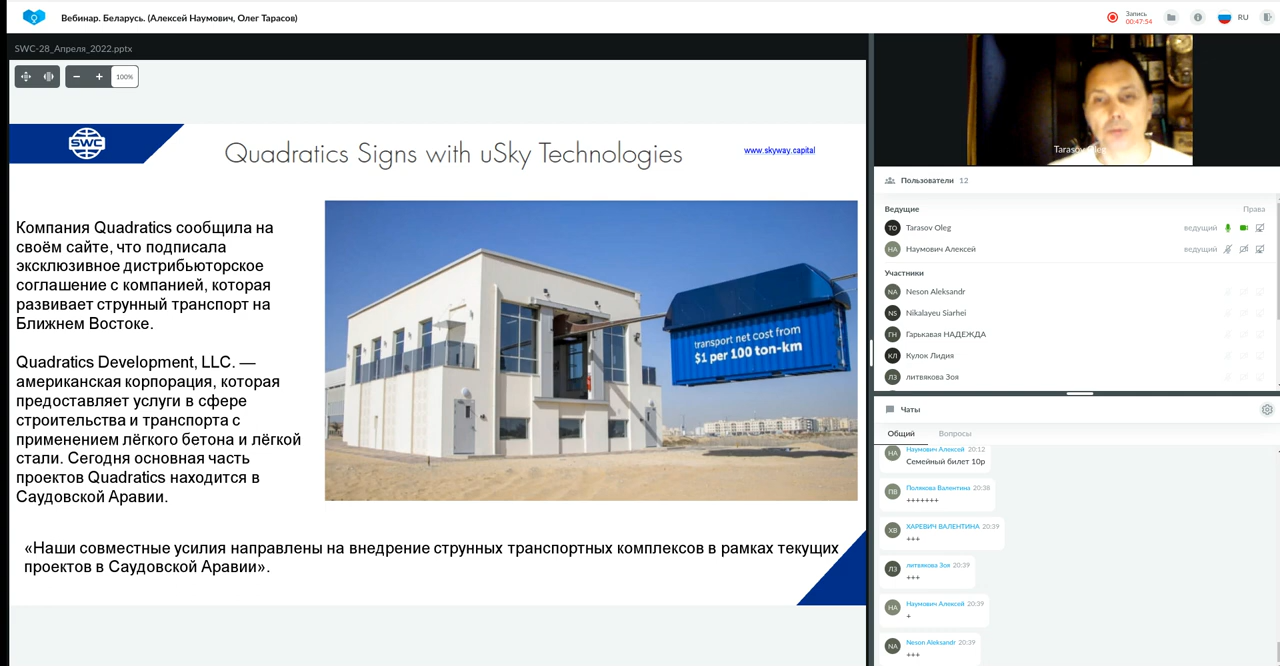 Вебинар. Беларусь. (Алексей Наумович, Олег Тарасов)
Запись
00:47:54
RU
SWC-28_Апреля_2022.pptx
100%
SWC
Quadratics Signs with uSky Technologies
www.skyway.capital
Компания Quadratics сообщила на
своём сайте, что подписала
эксклюзивное дистрибьюторское
соглашение с компанией, которая
развивает струнный транспорт на
Ближнем Востоке.
Quadratics Development, LLC. —
американская корпорация, которая
предоставляет услуги в сфере
строительства и транспорта с
применением лёгкого бетона и лёгкой
стали. Сегодня основная часть
проектов Quadratics находится в
Саудовской Аравии.
transport net cost from
$1 per 100 ton-km
«Наши совместные усилия направлены на внедрение струнных транспортных комплексов в рамках текущих
проектов в Саудовской Аравии».
Tarasov Oleg
Пользователи 12
Ведущие Права
TO Tarasov Oleg ведущий
НА Наумович Алексей ведущий
Участники
NA Neson Aleksandr
NS Nikalayeu Siarhei
ГН Гарькавая НАДЕЖДА
КЛ Кулок Лидия
ЛЗ литвякова Зоя
Чаты
Общий Вопросы
НА Наумович Алексей 20:12
Семейный билет 10р
ПВ Полякова Валентина 20:38
+++++++
ХВ ХАРЕВИЧ ВАЛЕНТИНА 20:39
+++
ЛЗ литвякова Зоя 20:39
+++
НА Наумович Алексей 20:39
+
NA Neson Aleksandr 20:39
+++